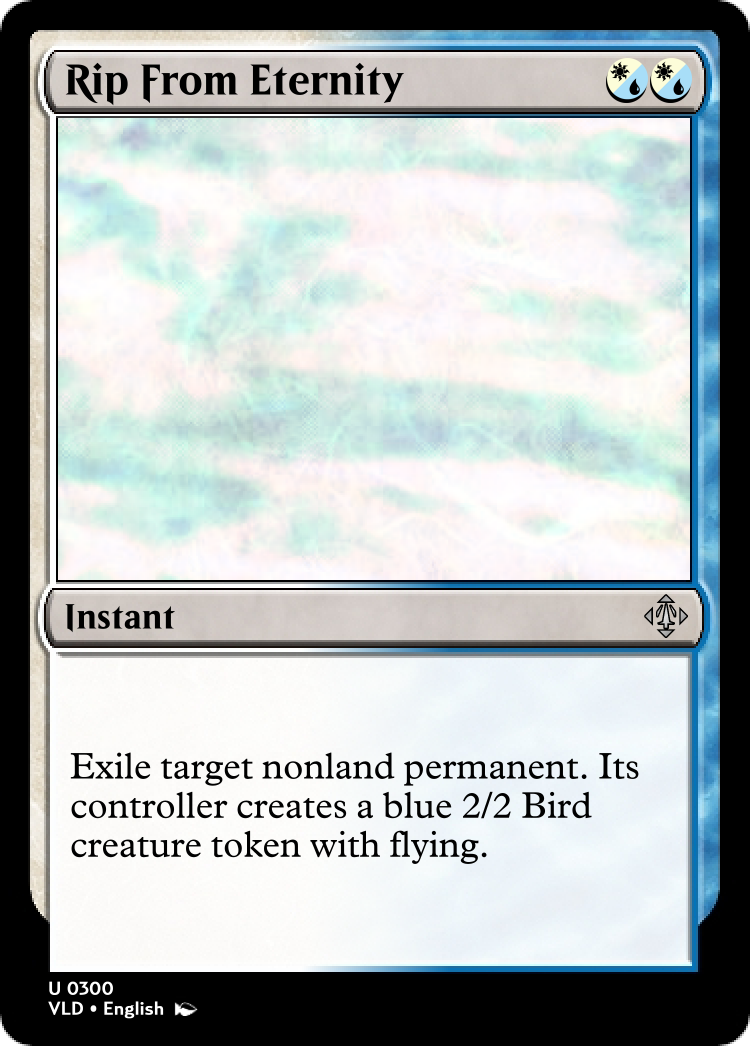 Rip From Eternity
Instant
Exile target nonland permanent. Its
controller creates a blue 2/2 Bird
creature token with flying.
U 0300
VLD • English